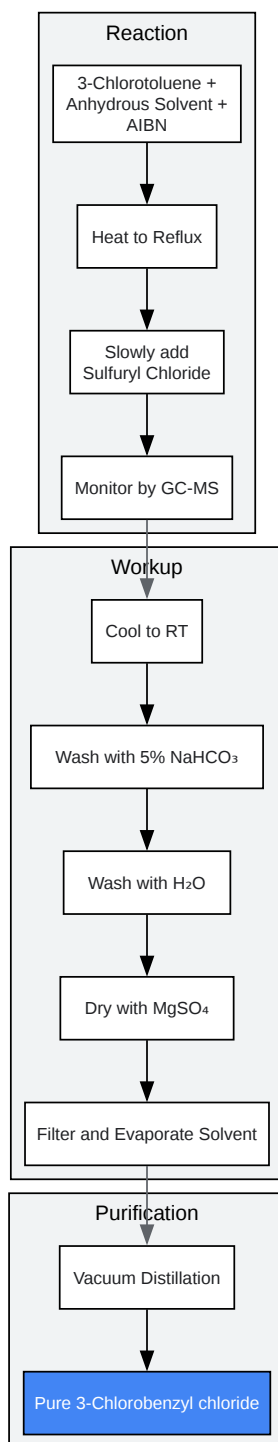 Reaction
3-Chlorotoluene +
Anhydrous Solvent +
AIBN
Heat to Reflux
Slowly add
Sulfuryl Chloride
Monitor by GC-MS
Workup
Cool to RT
Wash with 5% NaHCO₃
Wash with H₂O
Dry with MgSO₄
Filter and Evaporate Solvent
Purification
Vacuum Distillation
Pure 3-Chlorobenzyl chloride